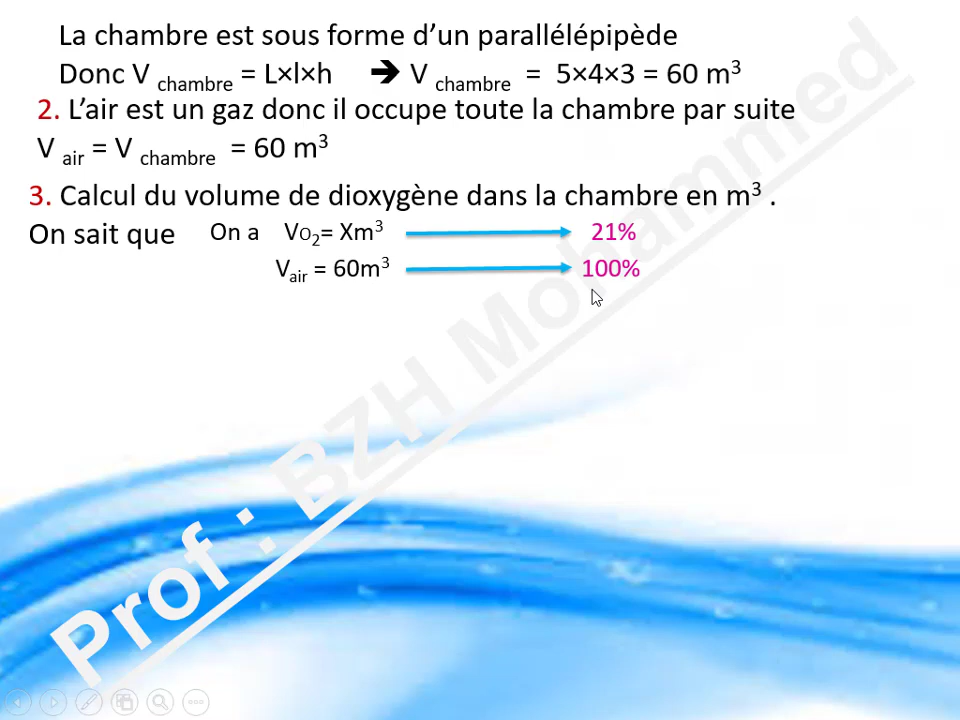 La chambre est sous forme d’un parallélépipède
Donc V chambre = L×l×h 🡺 V chambre = 5×4×3 = 60 m³
2. L’air est un gaz donc il occupe toute la chambre par suite
V air = V chambre = 60 m³
3. Calcul du volume de dioxygène dans la chambre en m³ .
On sait que On a VO₂= Xm³ 21%
Vair = 60m³ 100%
Prof : BZH Mohammed